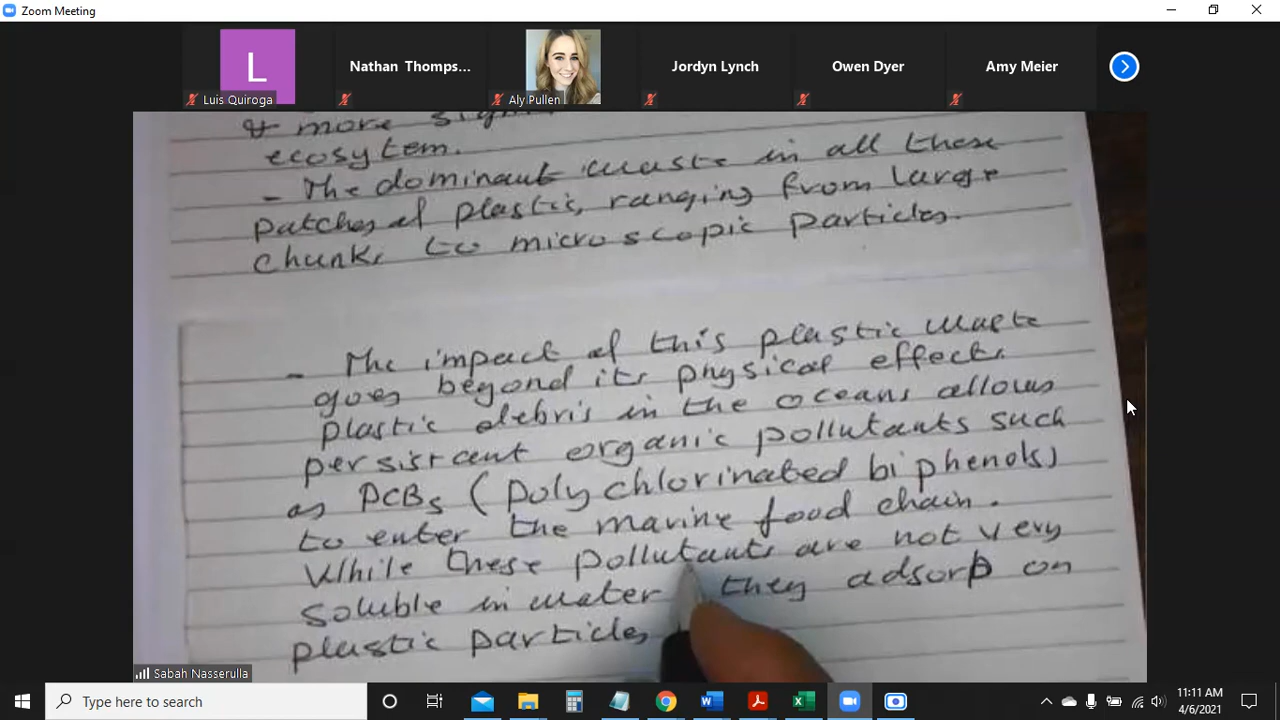 Zoom Meeting
L
Luis Quiroga
Nathan Thomps...
Aly Pullen
Jordyn Lynch
Owen Dyer
Amy Meier
& more
ecosytem.
- The dominant waste in all these
patches of plastic, ranging from large
chunks to microscopic particles.
- The impact of this plastic waste
goes beyond its physical effects
plastic debris in the oceans allows
persistant organic pollutants such
as PCBs (polychlorinated biphenols)
to enter the marine food chain.
While these pollutants are not very
soluble in water they adsorp on
plastic particles
Sabah Nasserulla
Type here to search
11:11 AM
4/6/2021